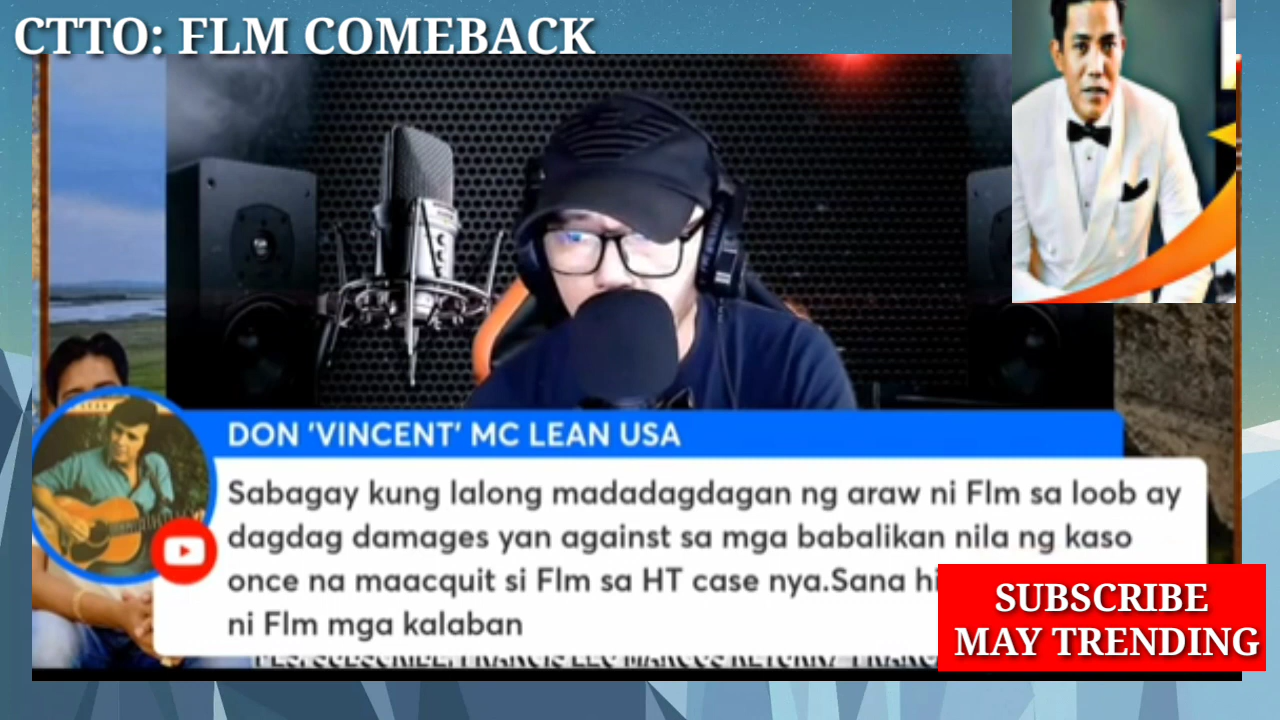 CTTO: FLM COMEBACK
DON 'VINCENT' MC LEAN USA
Sabagay kung lalong madadagdagan ng araw ni Flm sa loob ay
dagdag damages yan against sa mga babalikan nila ng kaso
once na maacquit si Flm sa HT case nya.Sana
ni Flm mga kalaban
SUBSCRIBE
MAY TRENDING